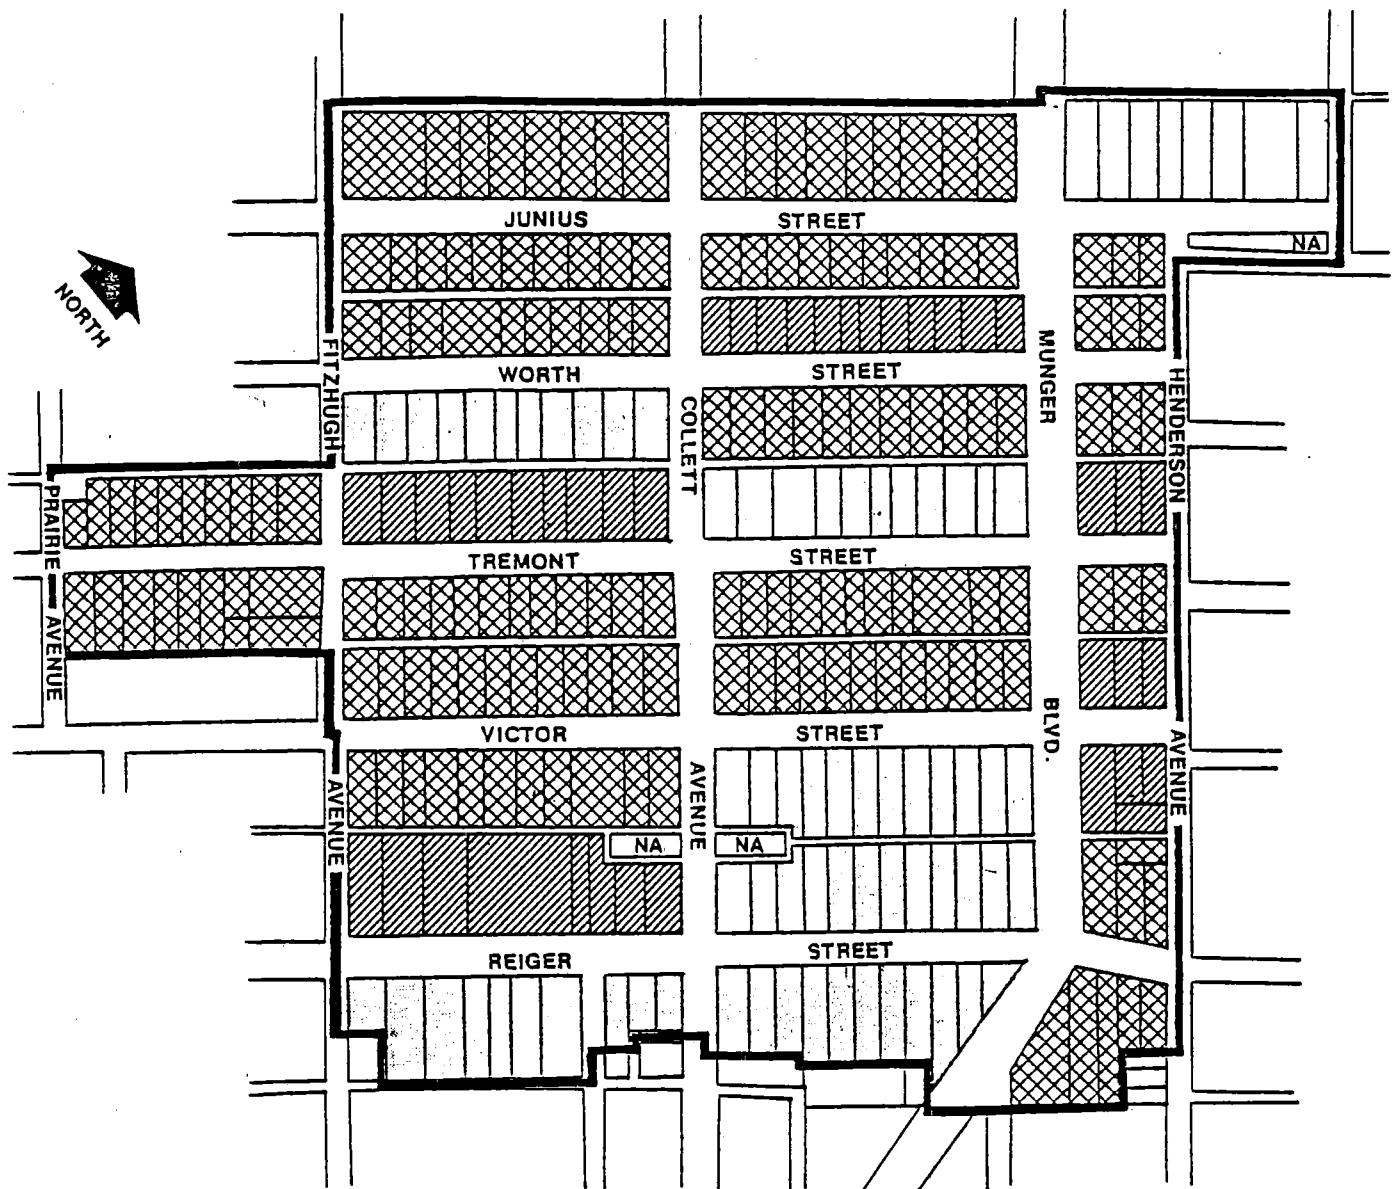 JUNIUS STREET
NA
NORTH
FITZHUGH
MUNGER
WORTH STREET
HENDERSON
COLLETT
PRAIRIE
TREMONT STREET
AVENUE
BLVD.
VICTOR STREET
AVENUE
AVENUE
AVENUE
NA
NA
REIGER STREET